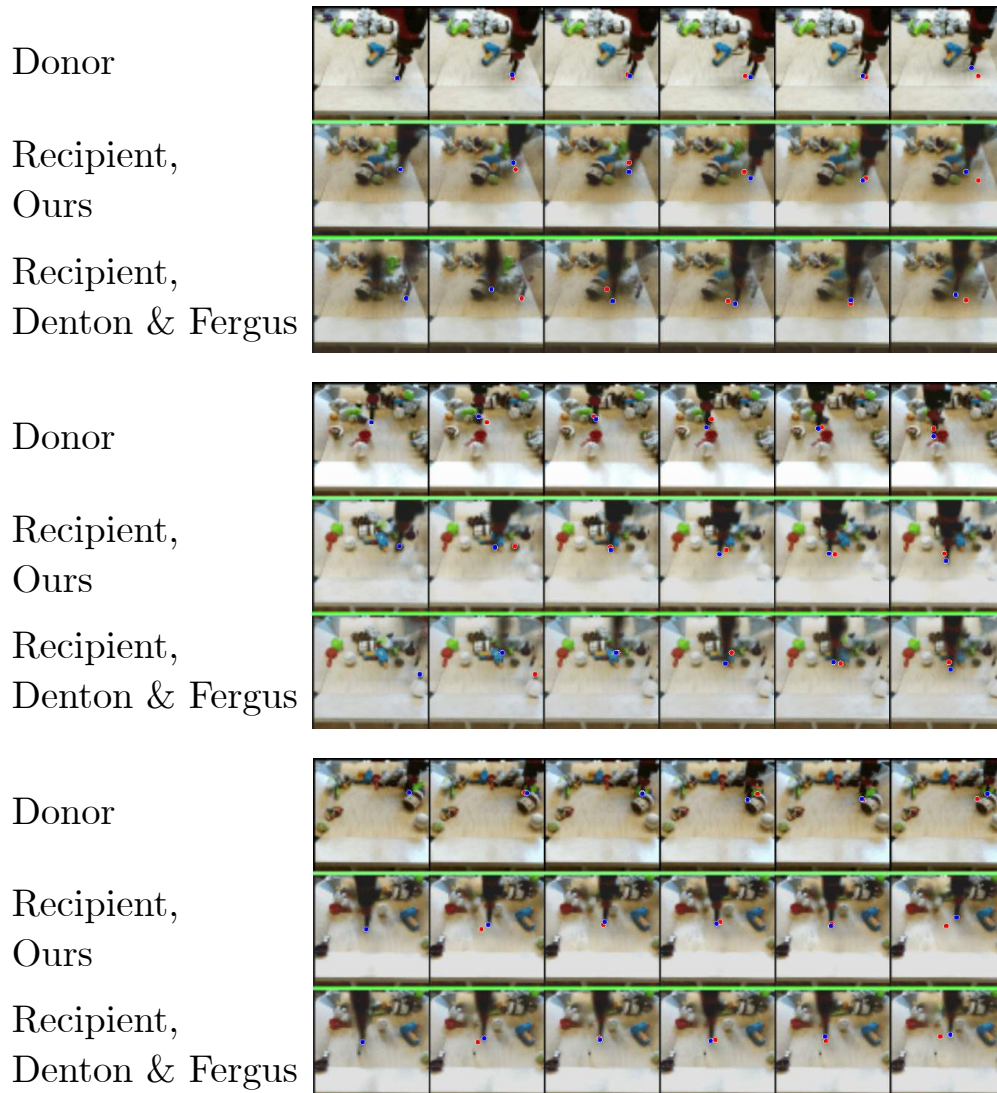 Donor
Recipient,
Ours
Recipient,
Denton & Fergus
Donor
Recipient,
Ours
Recipient,
Denton & Fergus
Donor
Recipient,
Ours
Recipient,
Denton & Fergus